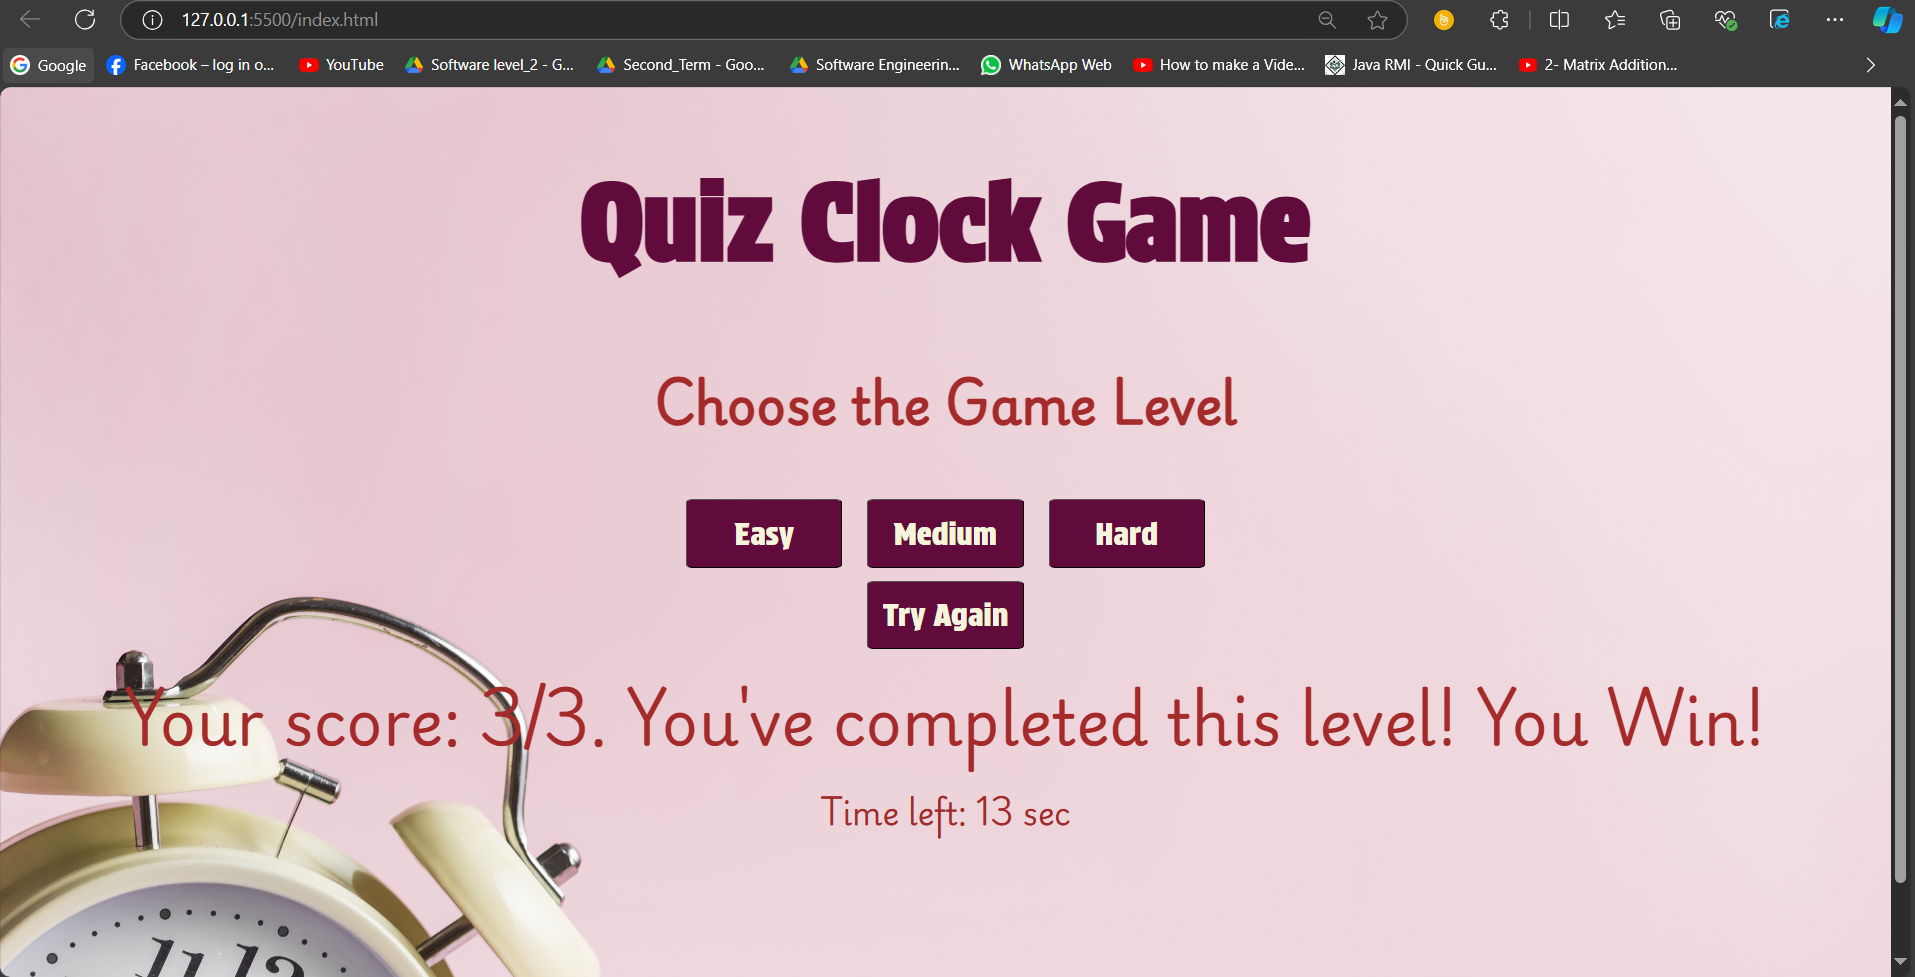 127.0.0.1:5500/index.html
Google Facebook – log in o... YouTube Software level_2 - G... Second_Term - Goo... Software Engineerin... WhatsApp Web How to make a Vide... Java RMI - Quick Gu... 2- Matrix Addition...
Quiz Clock Game
Choose the Game Level
Easy Medium Hard
Try Again
Your score: 3/3. You've completed this level! You Win!
Time left: 13 sec
11 12